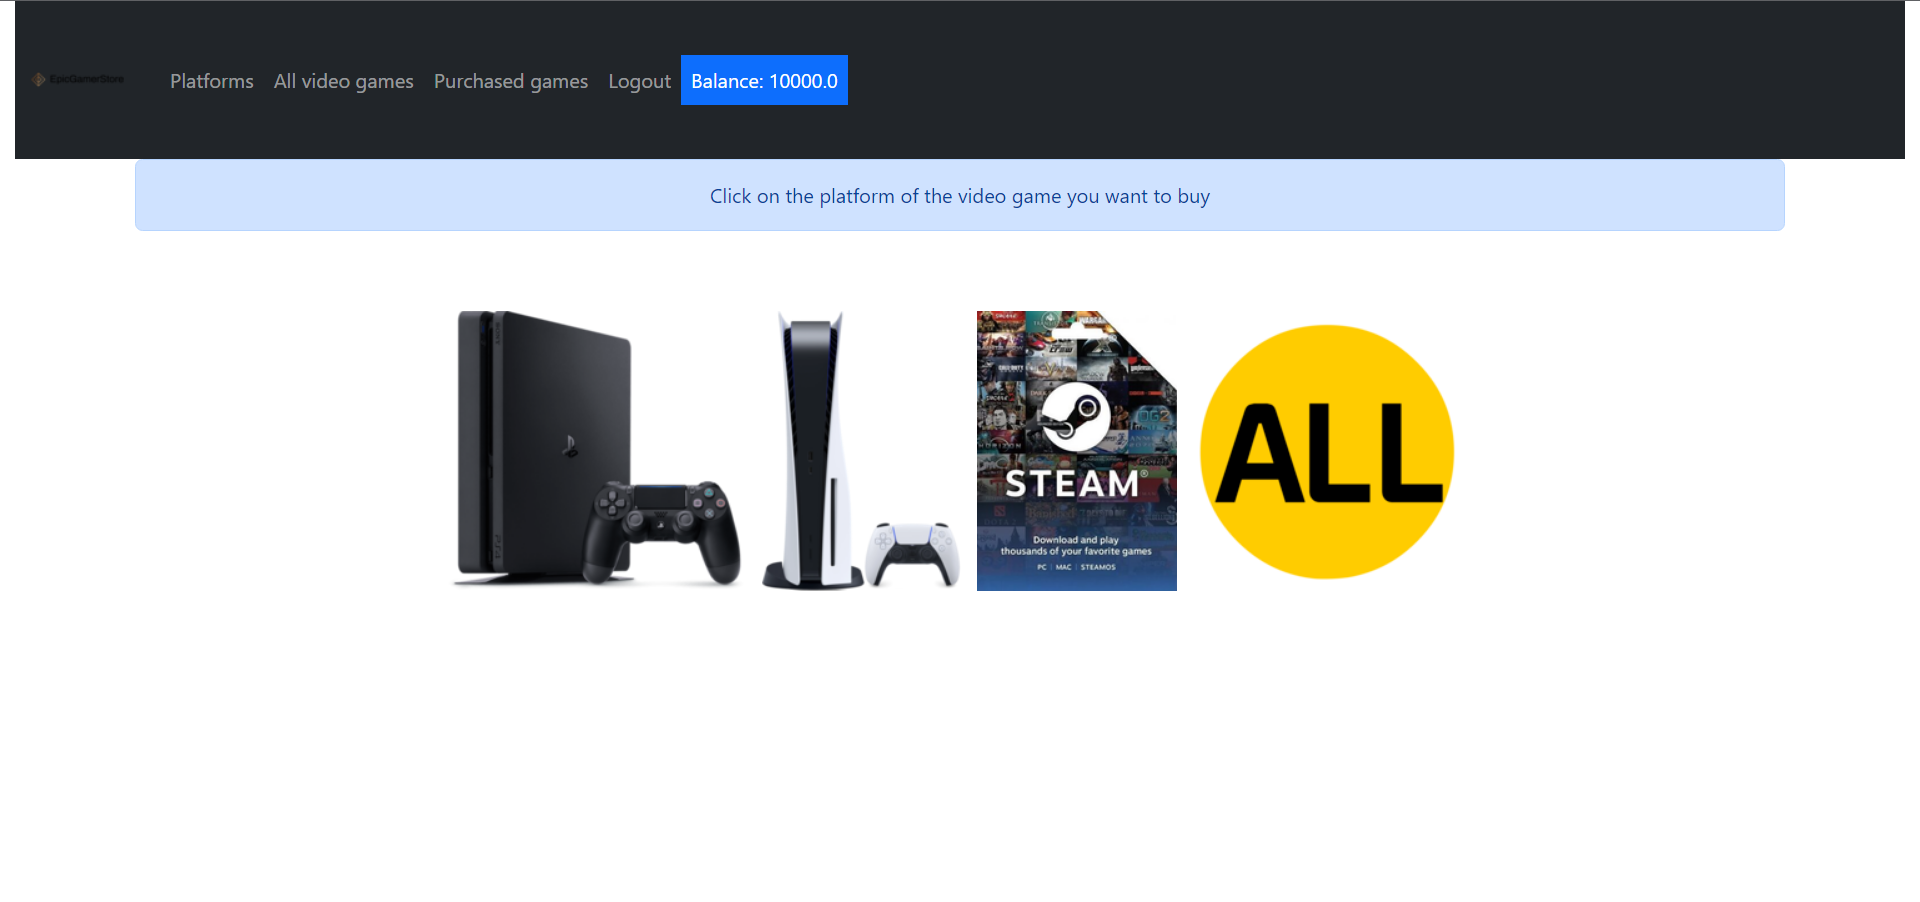 EpicGamerStore
Platforms
All video games
Purchased games
Logout
Balance: 10000.0
Click on the platform of the video game you want to buy
STEAM®
Download and play
thousands of your favorite games
PC | MAC | STEAMOS
ALL